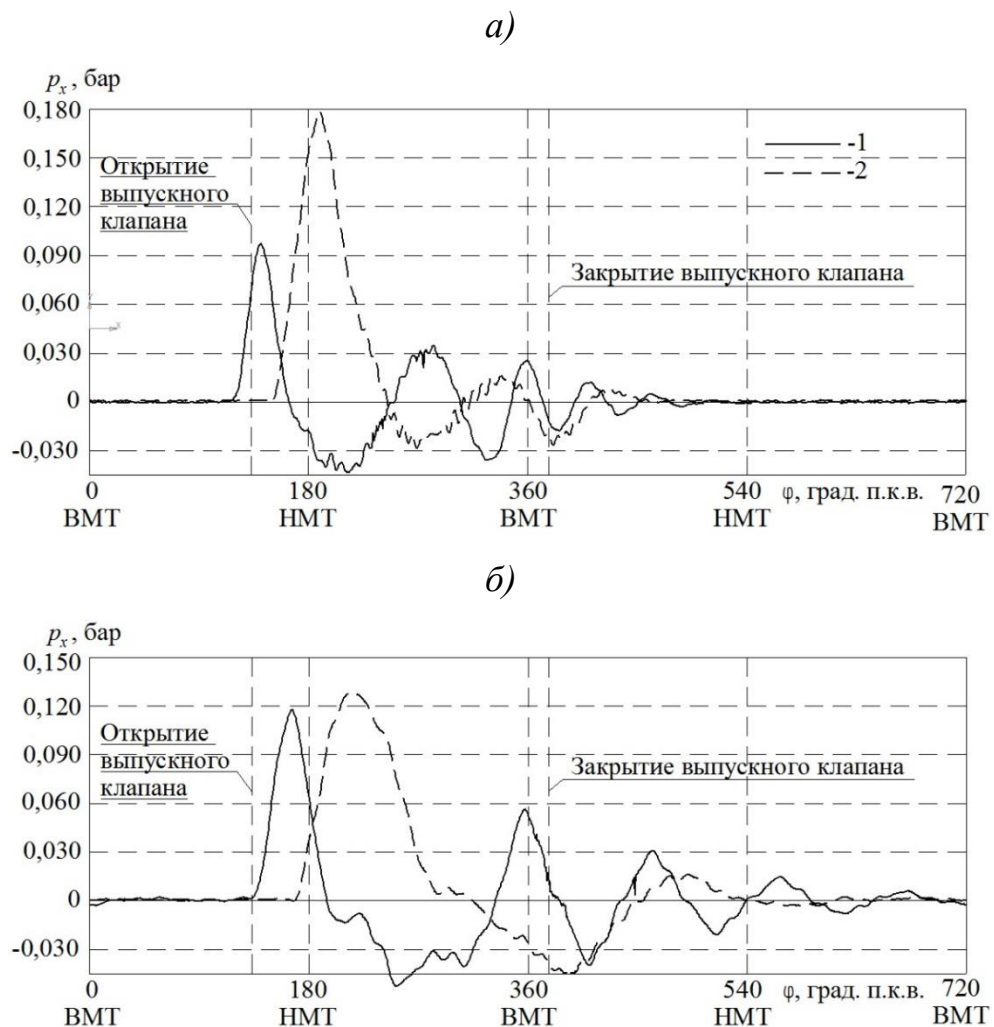 а)
pₓ, бар
0,180
0,150
0,120
0,090
0,060
0,030
0
-0,030
Открытие
выпускного
клапана
-1
-2
Закрытие выпускного клапана
0 180 360 540 φ, град. п.к.в. 720
ВМТ НМТ ВМТ НМТ ВМТ
б)
pₓ, бар
0,150
0,120
0,090
0,060
0,030
0
-0,030
Открытие
выпускного
клапана
Закрытие выпускного клапана
0 180 360 540 φ, град. п.к.в. 720
ВМТ НМТ ВМТ НМТ ВМТ